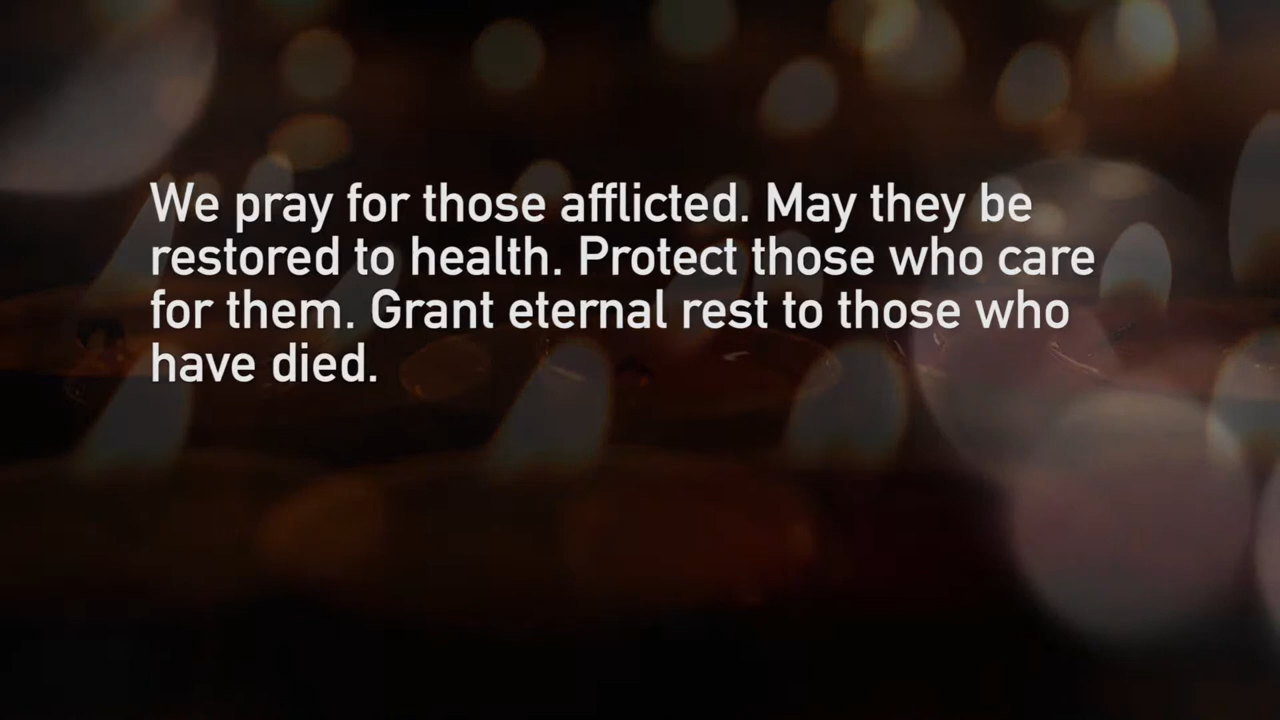 We pray for those afflicted. May they be
restored to health. Protect those who care
for them. Grant eternal rest to those who
have died.